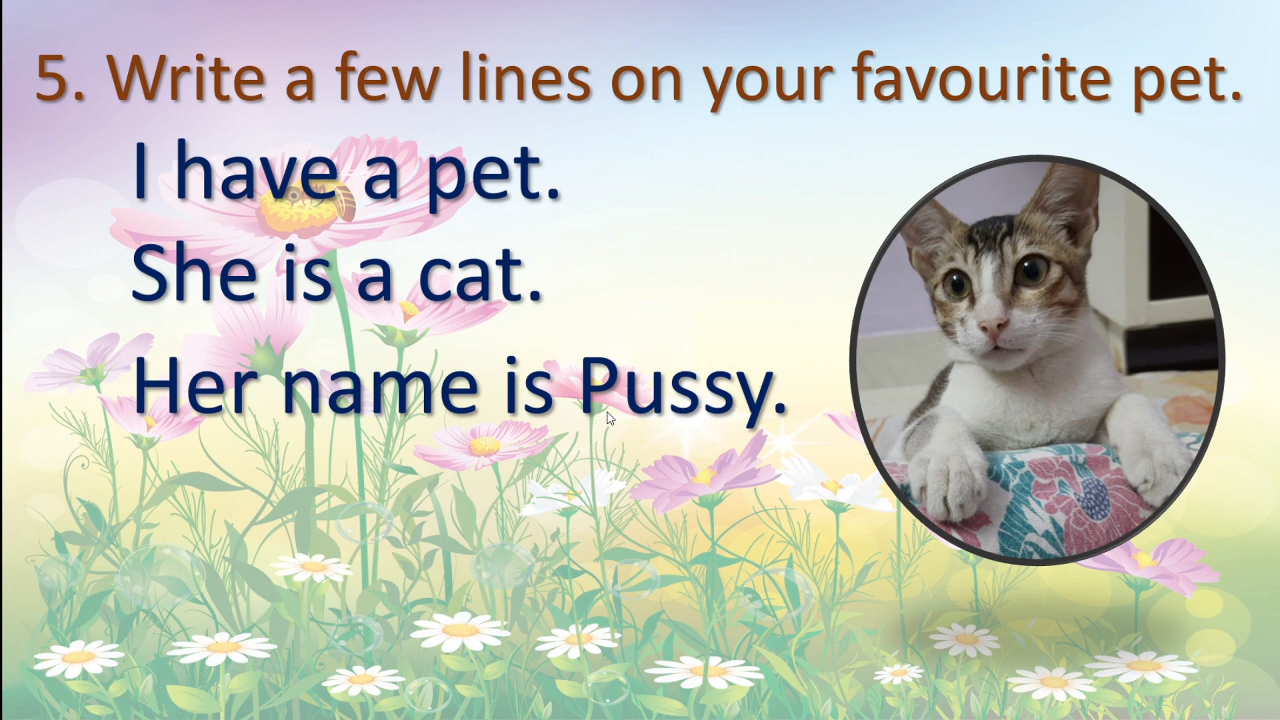 5. Write a few lines on your favourite pet.
I have a pet.
She is a cat.
Her name is Pussy.